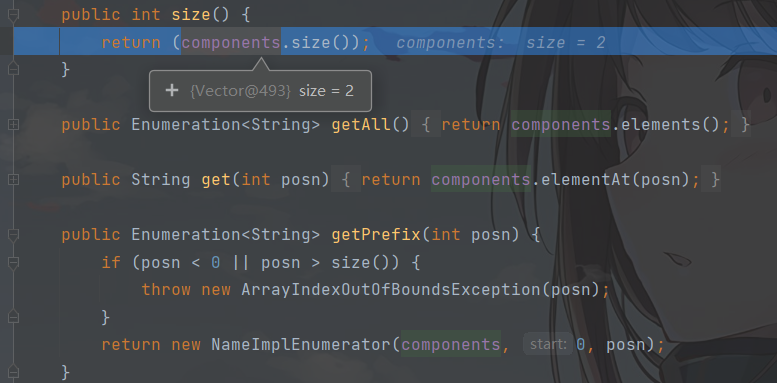 public int size() {
return (components.size()); components: size = 2
}
+ {Vector@493} size = 2
public Enumeration<String> getAll() { return components.elements(); }
public String get(int posn) { return components.elementAt(posn); }
public Enumeration<String> getPrefix(int posn) {
if (posn < 0 || posn > size()) {
throw new ArrayIndexOutOfBoundsException(posn);
}
return new NameImplEnumerator(components, start: 0, posn);
}